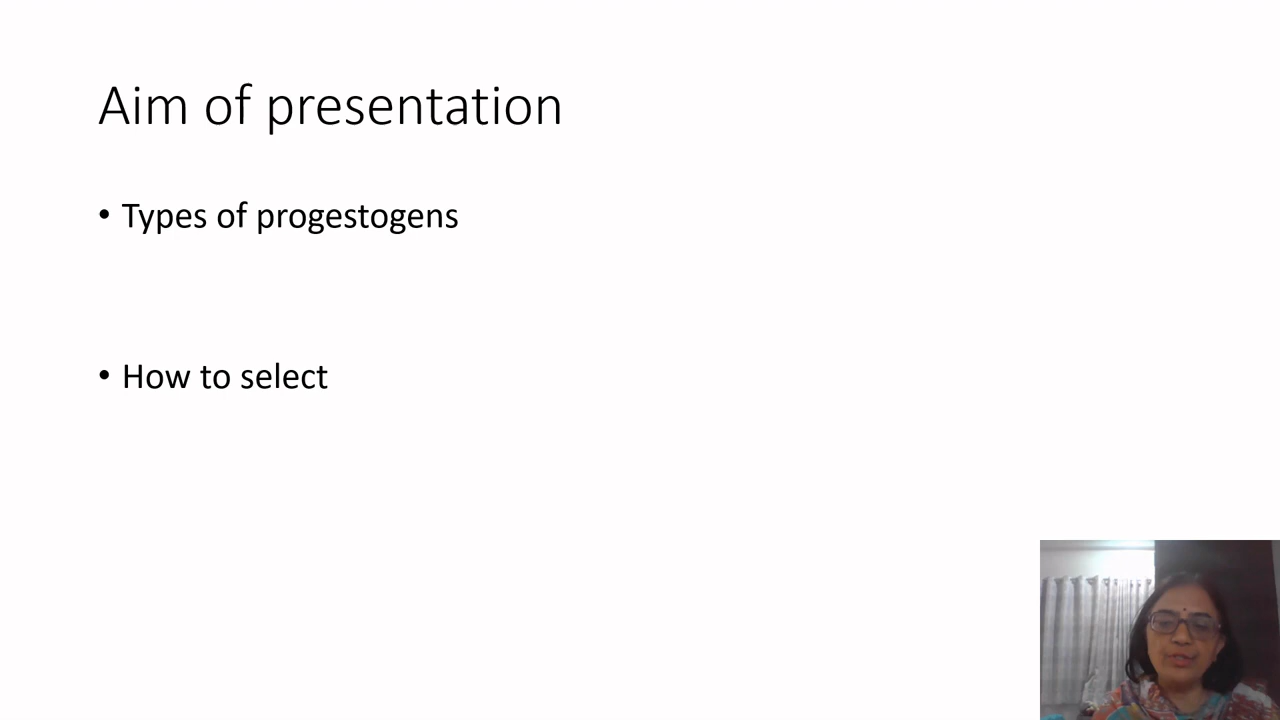 Aim of presentation
• Types of progestogens
• How to select